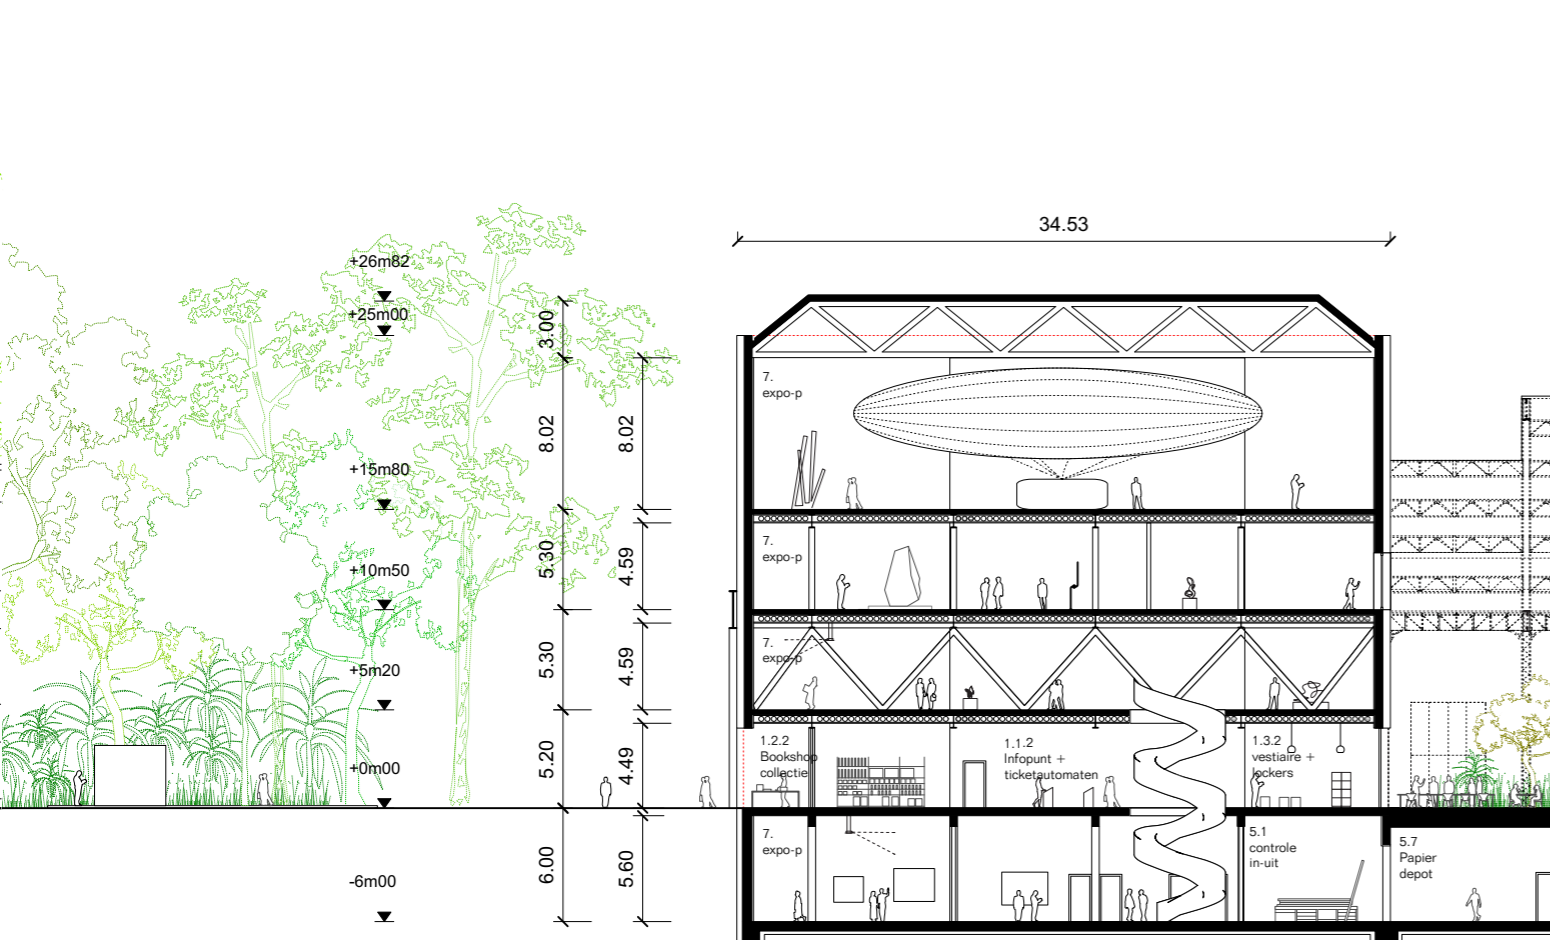 34.53
+26m82
+25m00
3.00
7.
expo-p
8.02
8.02
+15m80
7.
expo-p
5.30
4.59
+10m50
7.
expo-p
5.30
4.59
+5m20
1.2.2
Bookshop
collectie
1.1.2
Infopunt +
ticketautomaten
1.3.2
vestiaire +
lockers
5.20
4.49
+0m00
7.
expo-p
5.1
controle
in-uit
5.7
Papier
depot
6.00
5.60
-6m00